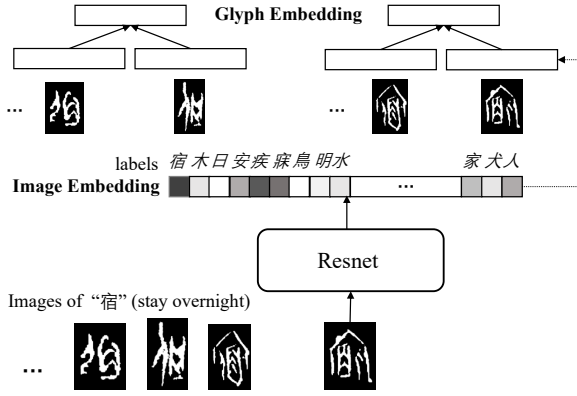 Glyph Embedding
... ...
labels 宿 木 日 安 疾 寐 鳥 明 水 家 犬 人
Image Embedding ...
Resnet
Images of “宿” (stay overnight)
...